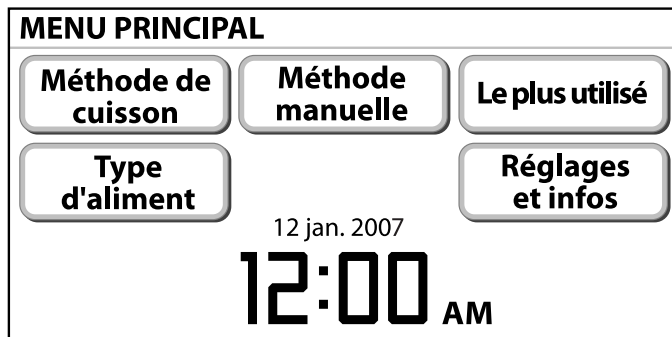 MENU PRINCIPAL
Méthode de
cuisson
Méthode
manuelle
Le plus utilisé
Type
d'aliment
Réglages
et infos
12 jan. 2007
12:00 AM